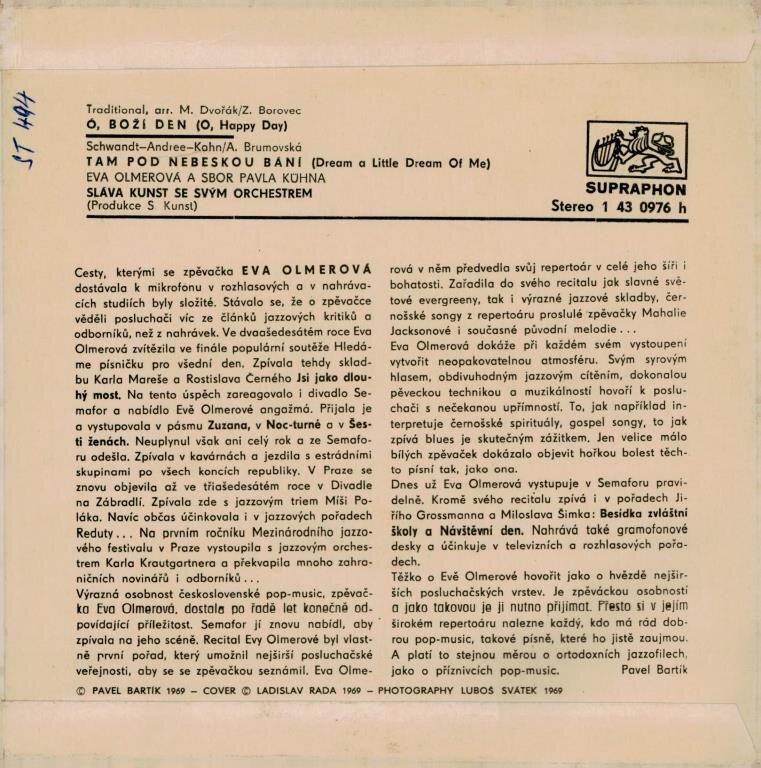 ST 494
Traditional, arr. M. Dvořák/Z. Borovec
Ó, BOŽÍ DEN (O, Happy Day)
Schwandt–Andree–Kahn/A. Brumovská
TAM POD NEBESKOU BÁNÍ (Dream a Little Dream Of Me)
EVA OLMEROVÁ A SBOR PAVLA KÜHNA
SLÁVA KUNST SE SVÝM ORCHESTREM
(Produkce S. Kunst)
SUPRAPHON
Stereo 1 43 0976 h
Cesty, kterými se zpěvačka EVA OLMEROVÁ
dostávala k mikrofonu v rozhlasových a v nahráva-
cích studiích byly složité. Stávalo se, že o zpěvačce
věděli posluchači víc ze článků jazzových kritiků a
odborníků, než z nahrávek. Ve dvaašedesátém roce Eva
Olmerová zvítězila ve finále populární soutěže Hledá-
me písničku pro všední den. Zpívala tehdy sklad-
bu Karla Mareše a Rostislava Černého Jsi jako dlou-
hý most. Na tento úspěch zareagovalo i divadlo Se-
mafor a nabídlo Evě Olmerové angažmá. Přijala je
a vystupovala v pásmu Zuzana, v Noc-turné a v Šes-
ti ženách. Neuplynul však ani celý rok a ze Semafo-
ru odešla. Zpívala v kavárnách a jezdila s estrádními
skupinami po všech koncích republiky. V Praze se
znovu objevila až ve třiašedesátém roce v Divadle
na Zábradlí. Zpívala zde s jazzovým triem Míši Po-
láka. Navíc občas účinkovala i v jazzových pořadech
Reduty... Na prvním ročníku Mezinárodního jazzo-
vého festivalu v Praze vystoupila s jazzovým orches-
trem Karla Krautgartnera a překvapila mnoho zahra-
ničních novinářů i odborníků...
Výrazná osobnost československé pop-music, zpěvač-
ka Eva Olmerová, dostala po řadě let konečně od-
povídající příležitost. Semafor jí znovu nabídl, aby
zpívala na jeho scéně. Recitál Evy Olmerové byl vlast-
ně první pořad, který umožnil nejširší posluchačské
veřejnosti, aby se se zpěvačkou seznámil. Eva Olme-
rová v něm předvedla svůj repertoár v celé jeho šíři i
bohatosti. Zařadila do svého recitalu jak slavné svě-
tové evergreeny, tak i výrazné jazzové skladby, čer-
nošské songy z repertoáru proslulé zpěvačky Mahalie
Jacksonové i současné původní melodie...
Eva Olmerová dokáže při každém svém vystoupení
vytvořit neopakovatelnou atmosféru. Svým syrovým
hlasem, obdivuhodným jazzovým cítěním, dokonalou
pěveckou technikou a muzikálností hovoří k poslu-
chači s nečekanou upřímností. To, jak například in-
terpretuje černošské spirituály, gospel songy, to jak
zpívá blues je skutečným zážitkem. Jen velice málo
bílých zpěvaček dokázalo objevit hořkou bolest těch-
to písní tak, jako ona.
Dnes už Eva Olmerová vystupuje v Semaforu pravi-
delně. Kromě svého recitalu zpívá i v pořadech Ji-
řího Grossmanna a Miloslava Šimka: Besídka zvláštní
školy a Návštěvní den. Nahrává také gramofonové
desky a účinkuje v televizních a rozhlasových pořa-
dech.
Těžko o Evě Olmerové hovořit jako o hvězdě nejšir-
ších posluchačských vrstev. Je zpěváckou osobností
a jako takovou je ji nutno přijímat. Přesto si v jejím
širokém repertoáru nalezne každý, kdo má rád dob-
rou pop-music, takové písně, které ho jistě zaujmou.
A platí to stejnou měrou o ortodoxních jazzofilech,
jako o příznivcích pop-music. Pavel Bartík
© PAVEL BARTÍK 1969 – COVER © LADISLAV RADA 1969 – PHOTOGRAPHY LUBOŠ SVÁTEK 1969